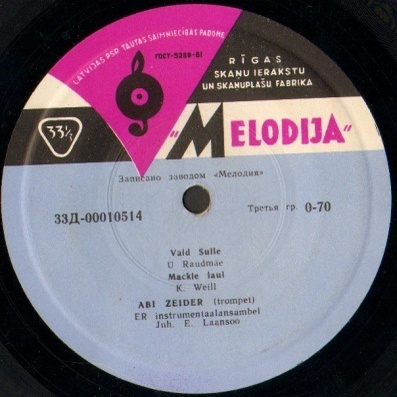 LATVIJAS PSR TAUTAS SAIMNIECĪBAS PADOME
ГОСТ-5289-61
RĪGAS
SKAŅU IERAKSTU
UN SKAŅUPLAŠU FABRIKA
33⅓
"MELODIJA"
Записано заводом «Мелодия»
33Д-00010514
Третья гр. 0-70
Vald Sulle
U Raudmäe
Mackie laul
K. Weill
ABI ZEIDER (trompet)
ER instrumentaalansambel
Juh. E. Laansoo